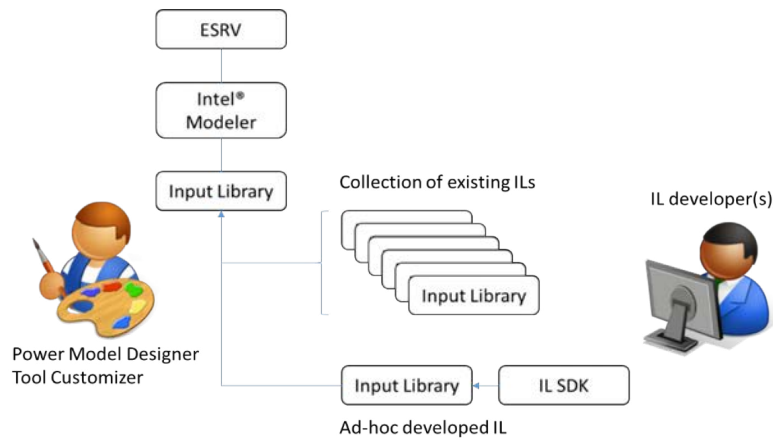 ESRV
Intel®
Modeler
Input Library
Collection of existing ILs
IL developer(s)
Input Library
Power Model Designer
Tool Customizer
Input Library
IL SDK
Ad-hoc developed IL